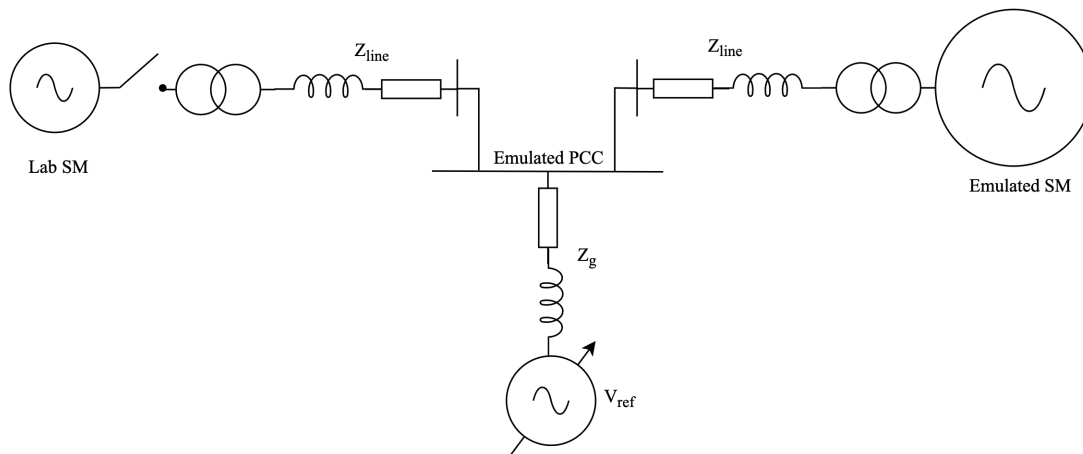 Z_line
Z_line
Lab SM
Emulated PCC
Emulated SM
Z_g
V_ref